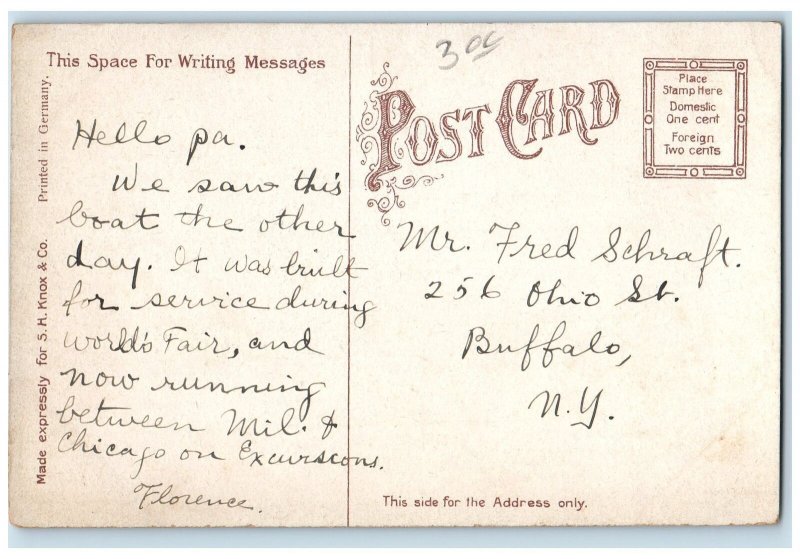 This Space For Writing Messages
300
POST CARD
Place
Stamp Here
Domestic
One cent
Foreign
Two cents
Printed in Germany.
Made expressly for S. H. Knox & Co.
Hello pa.
We saw this
boat the other
day. It was built
for service during
world's Fair, and
now running
between Mil. &
Chicago on Excurscons.
Florence.
Mr. Fred Schraft.
256 Ohio St.
Buffalo,
N.Y.
This side for the Address only.